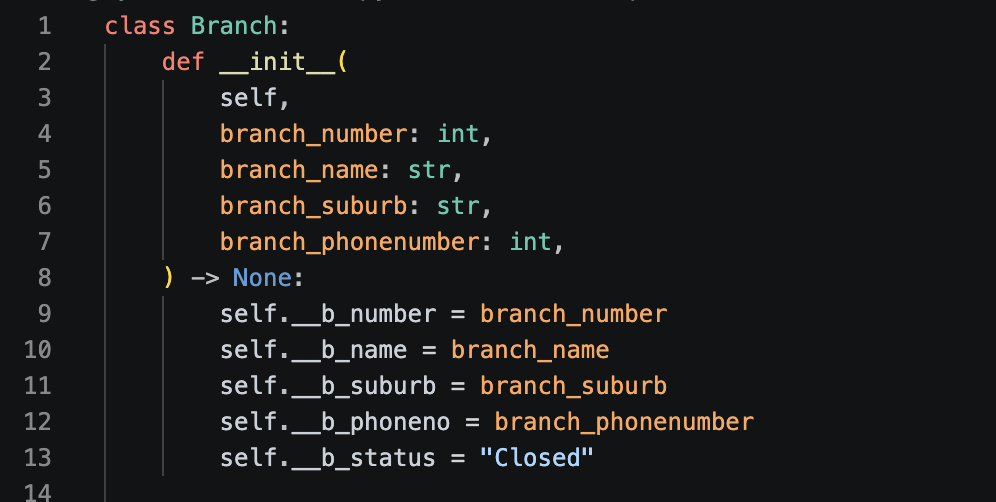 1 class Branch:
2     def __init__(
3         self,
4         branch_number: int,
5         branch_name: str,
6         branch_suburb: str,
7         branch_phonenumber: int,
8     ) -> None:
9         self.__b_number = branch_number
10         self.__b_name = branch_name
11         self.__b_suburb = branch_suburb
12         self.__b_phoneno = branch_phonenumber
13         self.__b_status = "Closed"
14